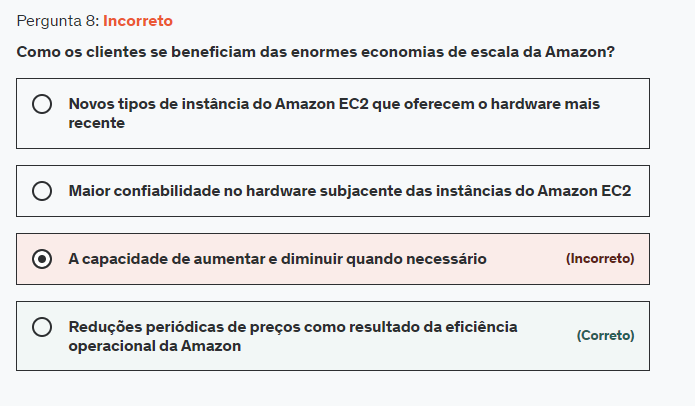 Pergunta 8: Incorreto
Como os clientes se beneficiam das enormes economias de escala da Amazon?
Novos tipos de instância do Amazon EC2 que oferecem o hardware mais
recente
Maior confiabilidade no hardware subjacente das instâncias do Amazon EC2
A capacidade de aumentar e diminuir quando necessário (Incorreto)
Reduções periódicas de preços como resultado da eficiência
operacional da Amazon
(Correto)